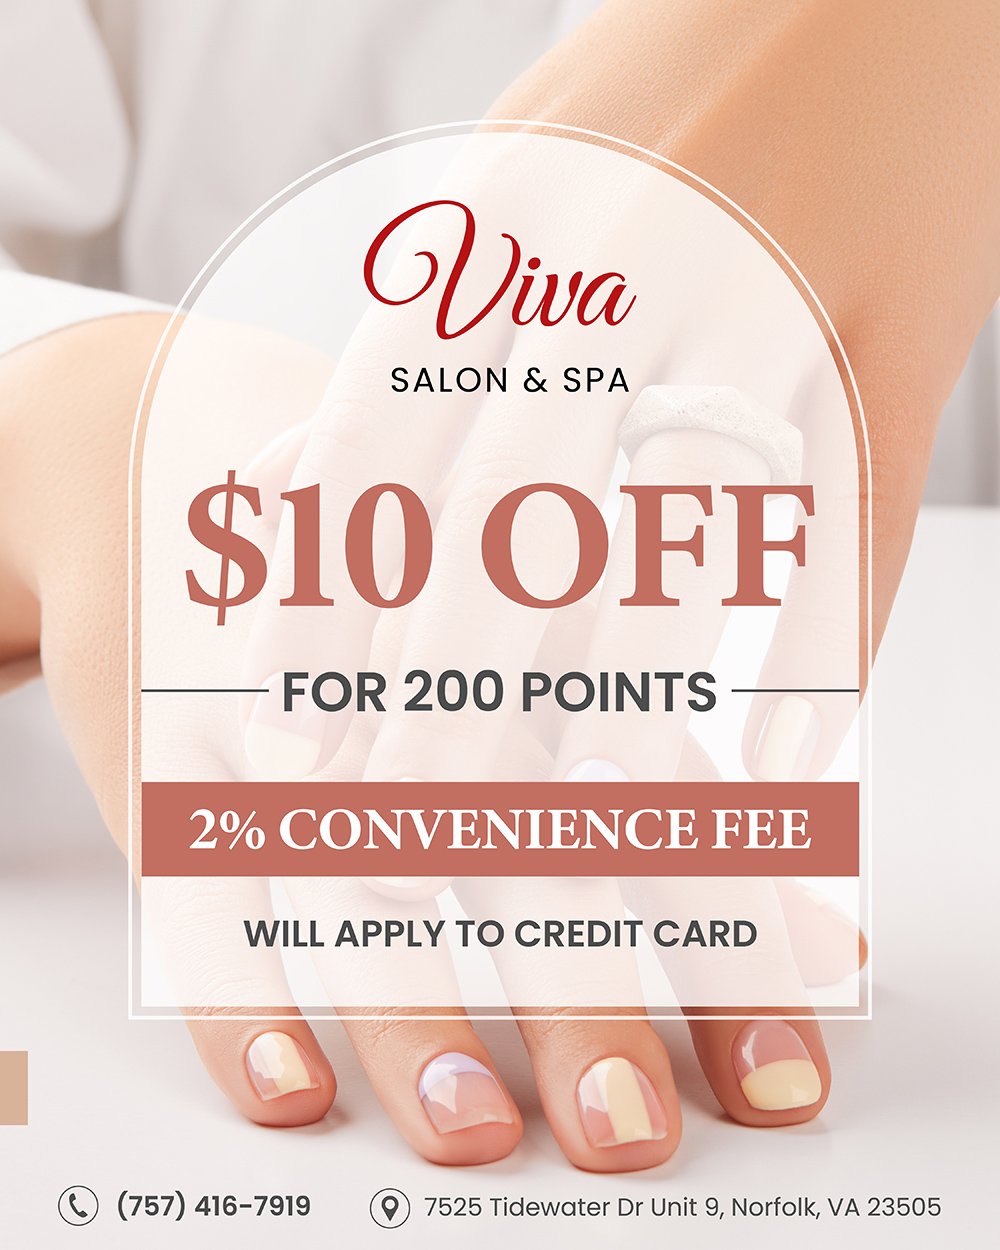 Viva
SALON & SPA
$10 OFF
FOR 200 POINTS
2% CONVENIENCE FEE
WILL APPLY TO CREDIT CARD
(757) 416-7919
7525 Tidewater Dr Unit 9, Norfolk, VA 23505